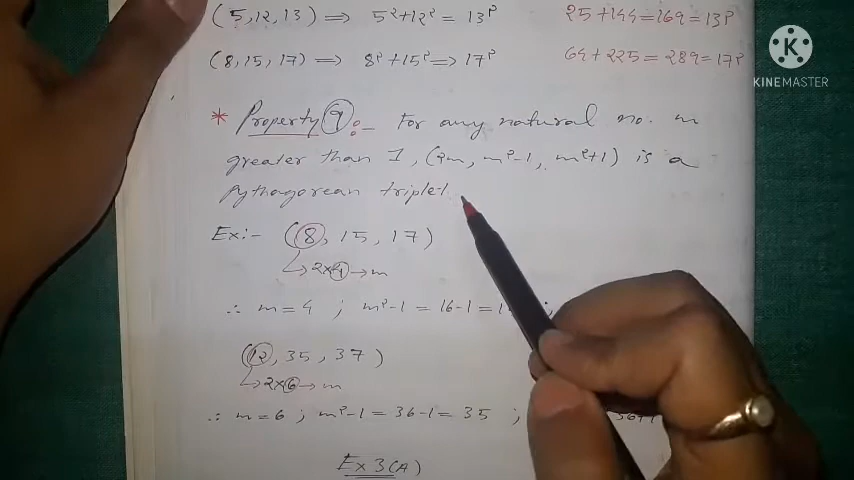 (5,12,13) ⇒ 5²+12² = 13² 25+144=169=13²
(8,15,17) ⇒ 8²+15² ⇒ 17² 64+225=289=17²
KINEMASTER
* Property 9:- For any natural no. m
greater than 1, (2m, m²-1, m²+1) is a
Pythagorean triplet.
Ex:- (8, 15, 17)
↳ 2×4 → m
∴ m=4 ; m²-1 = 16-1 = 1 ;
(12, 35, 37)
↳ 2×6 → m
∴ m=6 ; m²-1 = 36-1 = 35 ; 36+1
Ex 3(A)